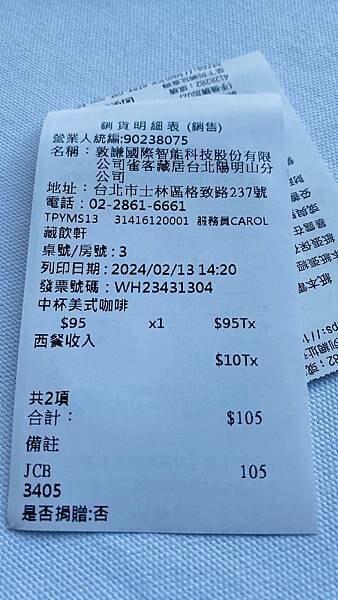 銷貨明細表 (銷售)
營業人統編:90238075
名稱：敦謙國際智能科技股份有限
公司雀客藏居台北陽明山分
公司
地址：台北市士林區格致路237號
電話：02-2861-6661
TPYMS13 31416120001 服務員CAROL
藏飲軒
桌號/房號：3
列印日期：2024/02/13 14:20
發票號碼：WH23431304
中杯美式咖啡
$95 x1 $95Tx
西餐收入
$10Tx
共2項
合計： $105
備註
JCB 105
3405
是否捐贈:否